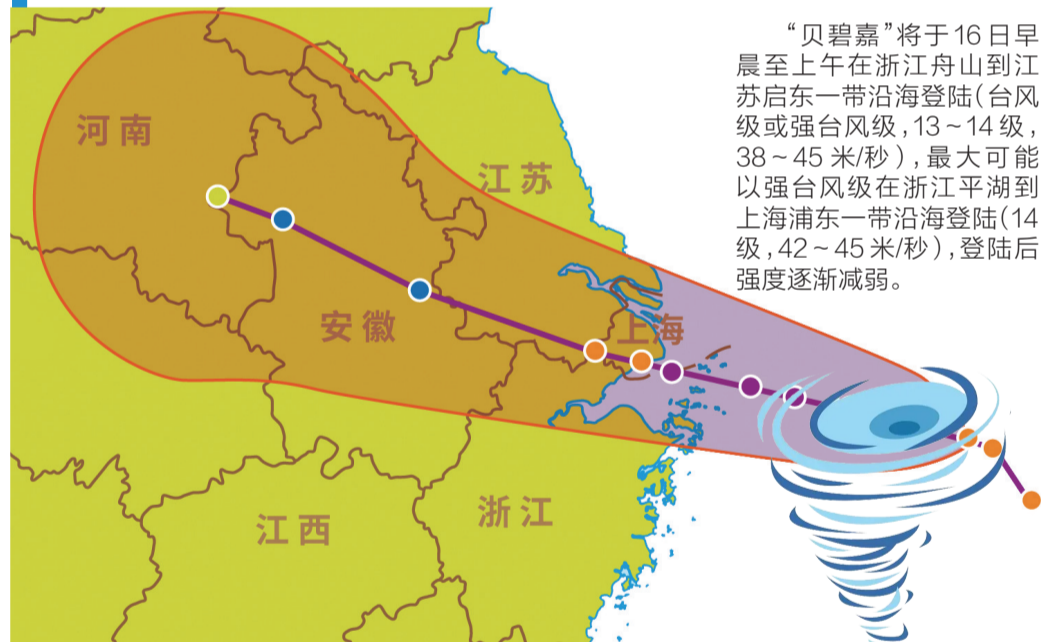 “贝碧嘉”将于16日早
晨至上午在浙江舟山到江
苏启东一带沿海登陆(台风
级或强台风级,13~14级,
38~45米/秒),最大可能
以强台风级在浙江平湖到
上海浦东一带沿海登陆(14
级,42~45米/秒),登陆后
强度逐渐减弱。
河南
江苏
安徽
上海
江西
浙江